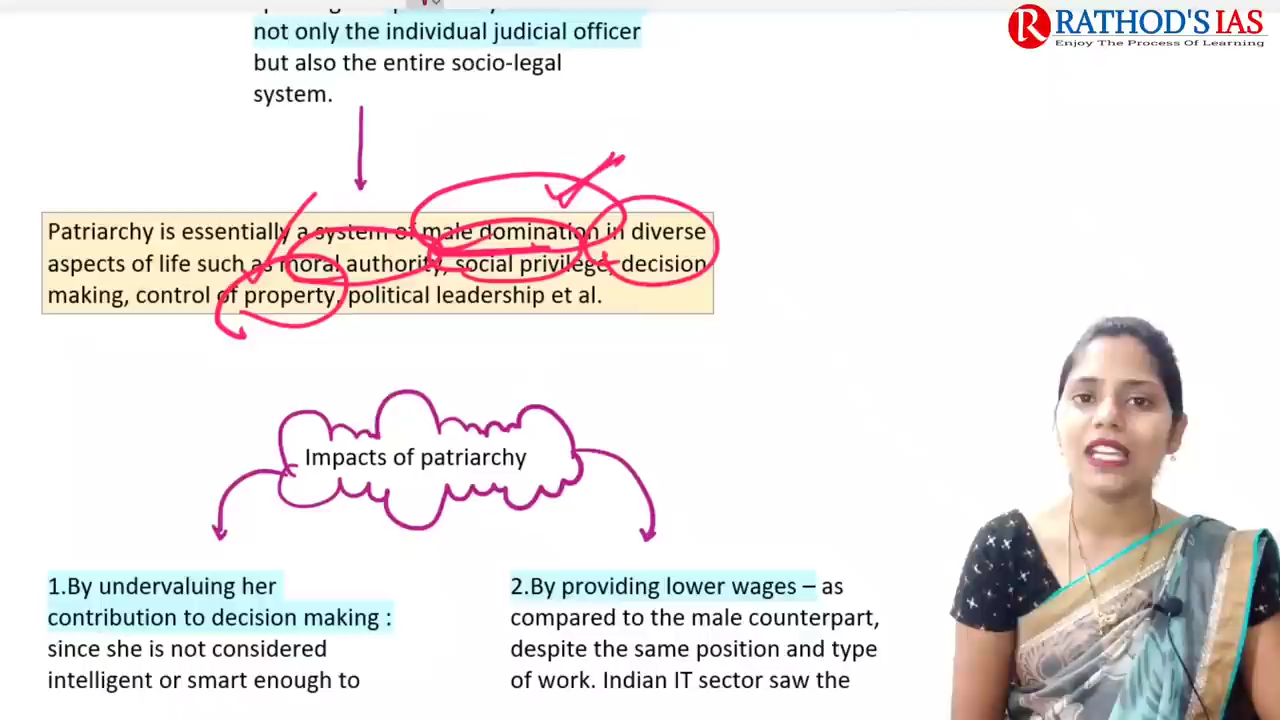 RATHOD'S IAS
Enjoy The Process Of Learning
not only the individual judicial officer
but also the entire socio-legal
system.
Patriarchy is essentially a system of male domination in diverse
aspects of life such as moral authority, social privilege, decision
making, control of property, political leadership et al.
Impacts of patriarchy
1.By undervaluing her
contribution to decision making :
since she is not considered
intelligent or smart enough to
2.By providing lower wages – as
compared to the male counterpart,
despite the same position and type
of work. Indian IT sector saw the